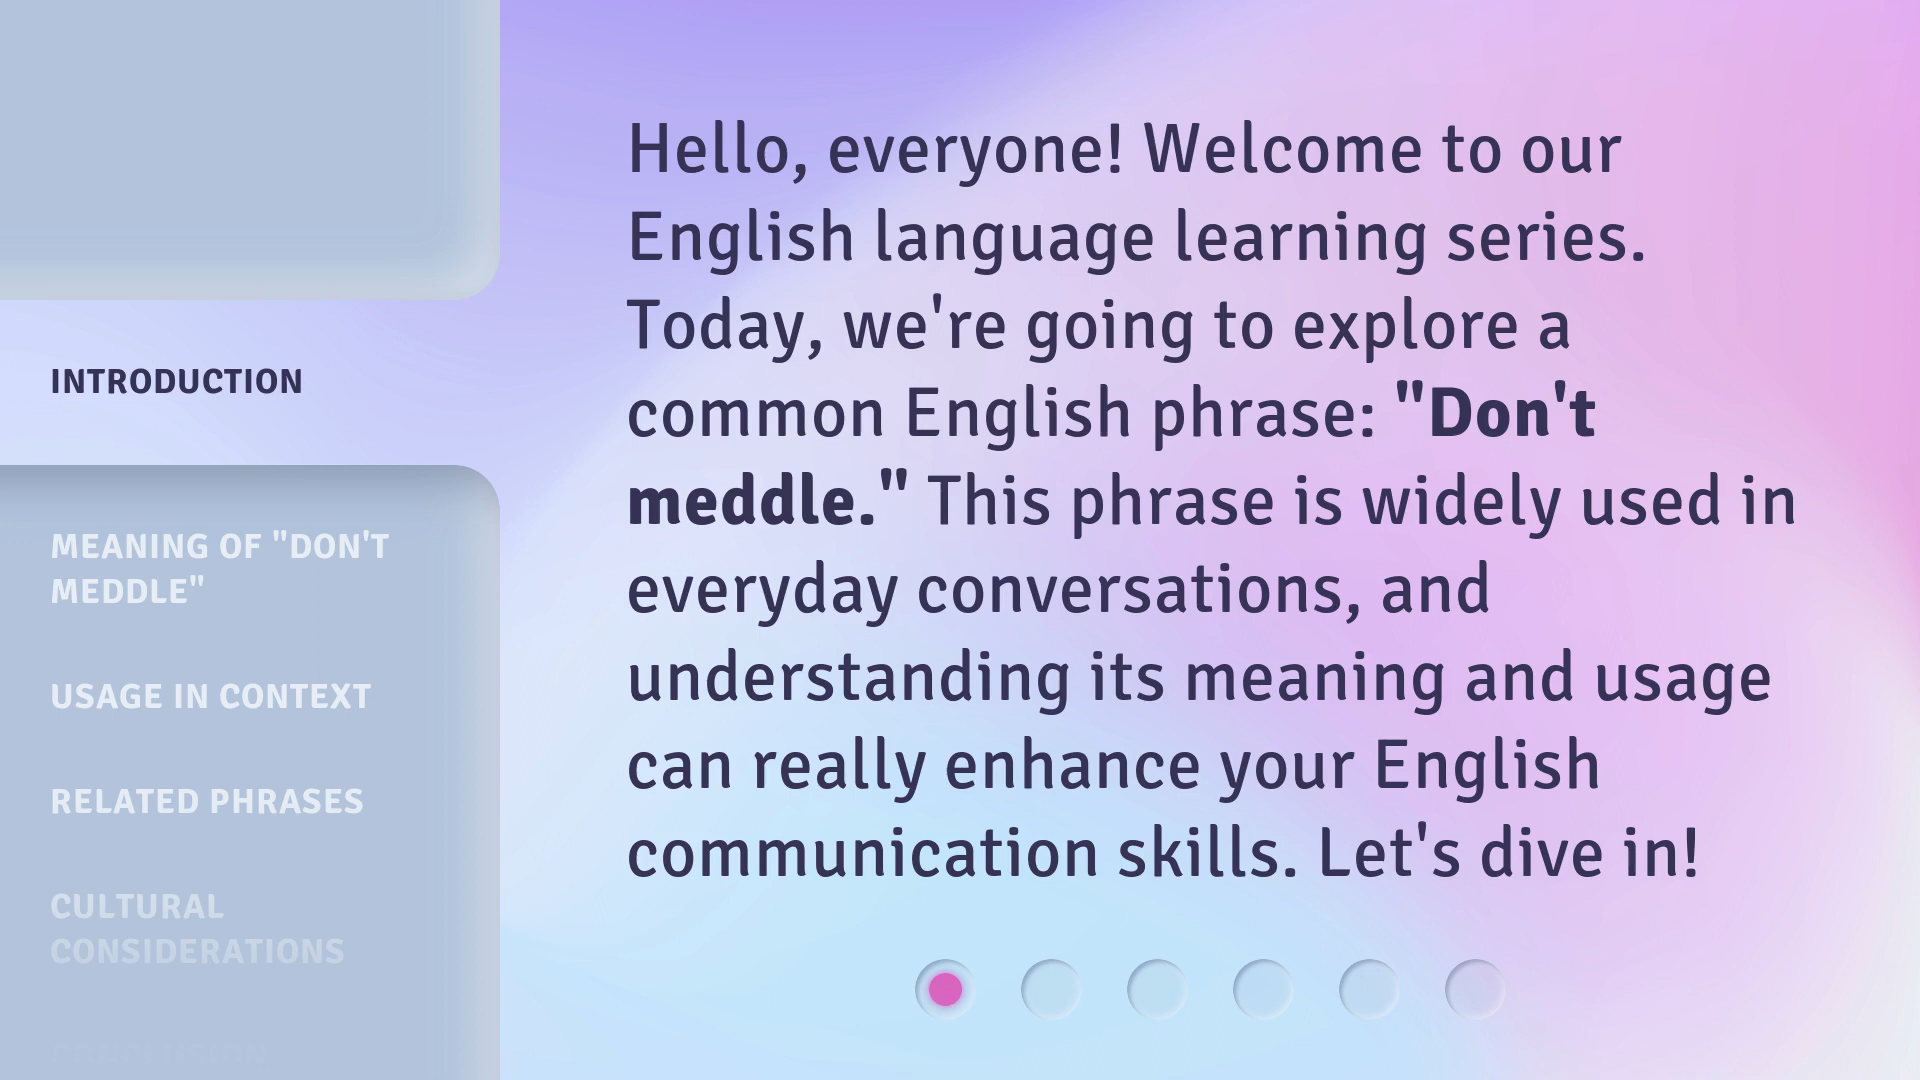 INTRODUCTION
MEANING OF "DON'T
MEDDLE"
USAGE IN CONTEXT
RELATED PHRASES
CULTURAL
CONSIDERATIONS
CONCLUSION
Hello, everyone! Welcome to our
English language learning series.
Today, we're going to explore a
common English phrase: "Don't
meddle." This phrase is widely used in
everyday conversations, and
understanding its meaning and usage
can really enhance your English
communication skills. Let's dive in!